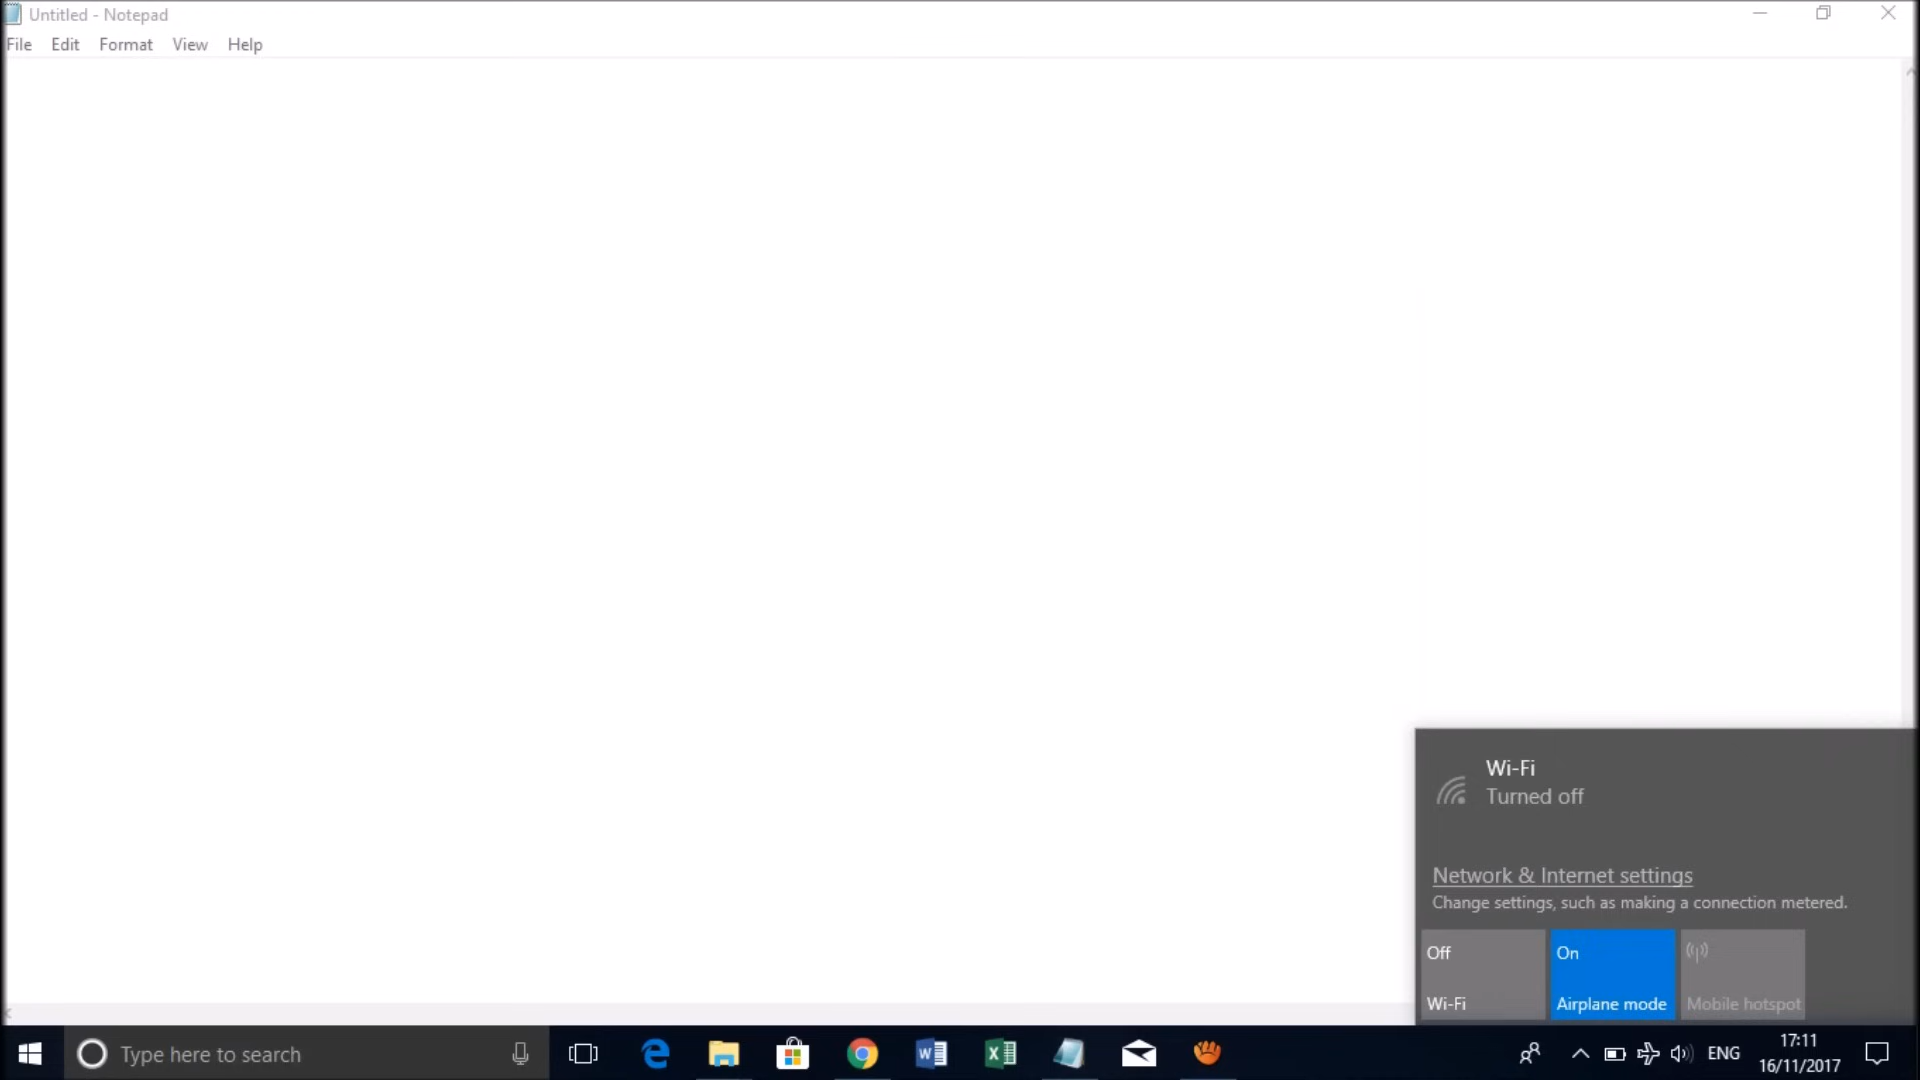 Untitled - Notepad
File Edit Format View Help
Wi-Fi
Turned off
Network & Internet settings
Change settings, such as making a connection metered.
Off
Wi-Fi
On
Airplane mode
Mobile hotspot
Type here to search
ENG
17:11
16/11/2017